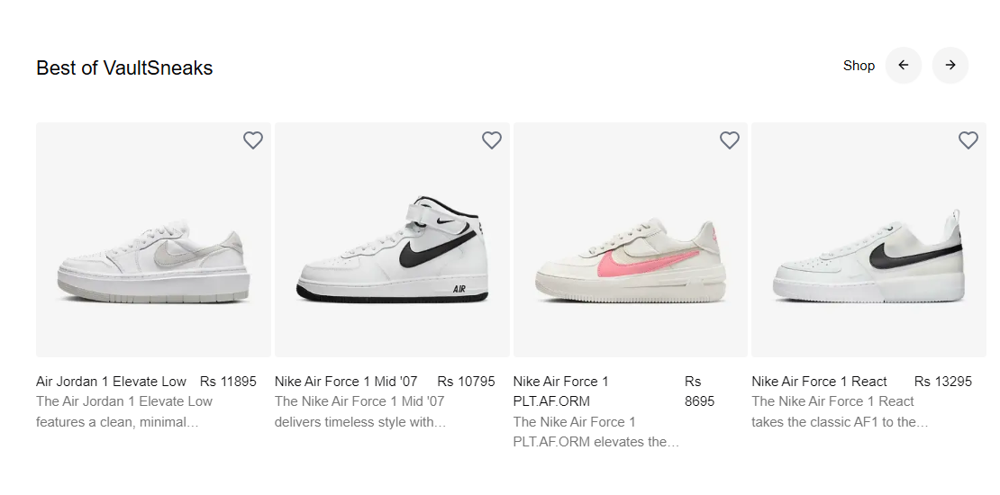 Best of VaultSneaks
Shop
AIR
Air Jordan 1 Elevate Low Rs 11895
The Air Jordan 1 Elevate Low
features a clean, minimal…
Nike Air Force 1 Mid '07 Rs 10795
The Nike Air Force 1 Mid '07
delivers timeless style with…
Nike Air Force 1 Rs
PLT.AF.ORM 8695
The Nike Air Force 1
PLT.AF.ORM elevates the…
Nike Air Force 1 React Rs 13295
The Nike Air Force 1 React
takes the classic AF1 to the…